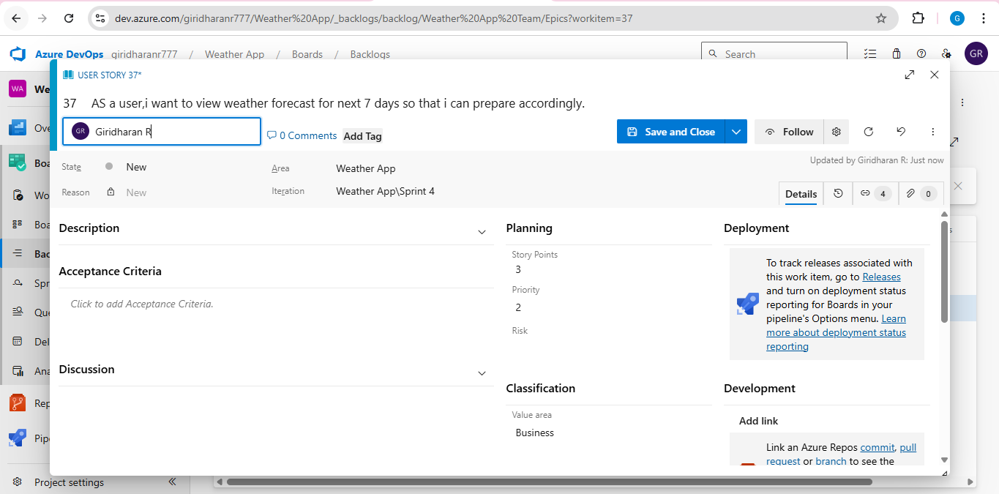 dev.azure.com/giridharanr777/Weather%20App/_backlogs/backlog/Weather%20App%20Team/Epics?workitem=37
G
Azure DevOps giridharanr777 / Weather App / Boards / Backlogs
Search
GR
WA We
USER STORY 37*
37 AS a user,i want to view weather forecast for next 7 days so that i can prepare accordingly.
GR Giridharan R
0 Comments
Add Tag
Save and Close
Follow
State New
Area Weather App
Updated by Giridharan R: Just now
Reason New
Iteration Weather App\Sprint 4
Details
4
0
Ove
Boa
Wo
Boa
Bac
Spr
Que
Del
Ana
Rep
Pipe
Project settings
Description
Acceptance Criteria
Click to add Acceptance Criteria.
Discussion
Planning
Story Points
3
Priority
2
Risk
Classification
Value area
Business
Deployment
To track releases associated with
this work item, go to Releases
and turn on deployment status
reporting for Boards in your
pipeline's Options menu. Learn
more about deployment status
reporting
Development
Add link
Link an Azure Repos commit, pull
request or branch to see the